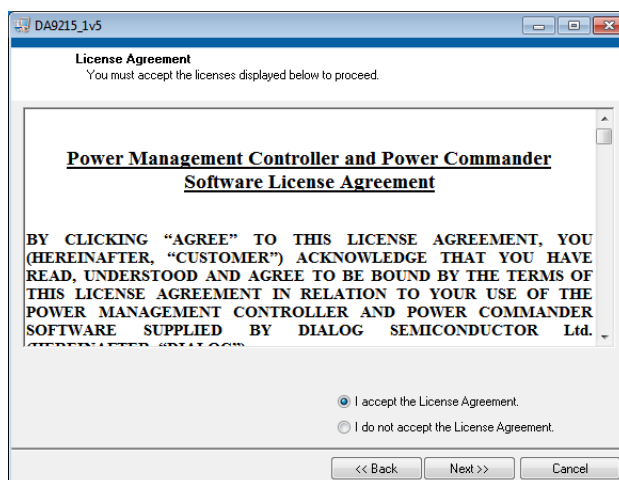 DA9215_1v5
License Agreement
You must accept the licenses displayed below to proceed.
Power Management Controller and Power Commander
Software License Agreement
BY CLICKING “AGREE” TO THIS LICENSE AGREEMENT, YOU
(HEREINAFTER, “CUSTOMER”) ACKNOWLEDGE THAT YOU HAVE
READ, UNDERSTOOD AND AGREE TO BE BOUND BY THE TERMS OF
THIS LICENSE AGREEMENT IN RELATION TO YOUR USE OF THE
POWER MANAGEMENT CONTROLLER AND POWER COMMANDER
SOFTWARE SUPPLIED BY DIALOG SEMICONDUCTOR Ltd.
(HEREINAFTER “DIALOG”)
I accept the License Agreement.
I do not accept the License Agreement.
<< Back
Next >>
Cancel